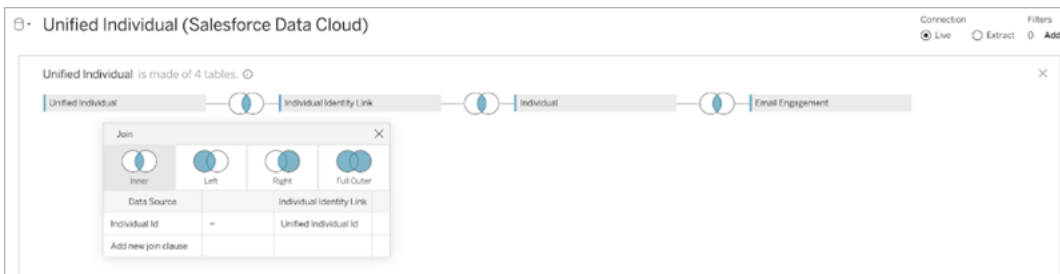 Unified Individual (Salesforce Data Cloud)
Connection
Live
Extract
Filters
0 Add
Unified Individual is made of 4 tables.
Unified Individual
Individual Identity Link
Individual
Email Engagement
Join
Inner
Left
Right
Full Outer
Data Source
Individual Identity Link
Individual Id = Unified Individual Id
Add new join clause